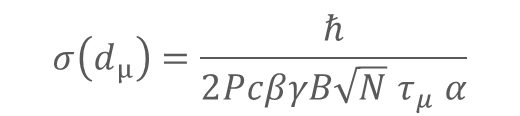 σ(d_μ) = ħ / (2Pcβγ B√N τ_μ α)